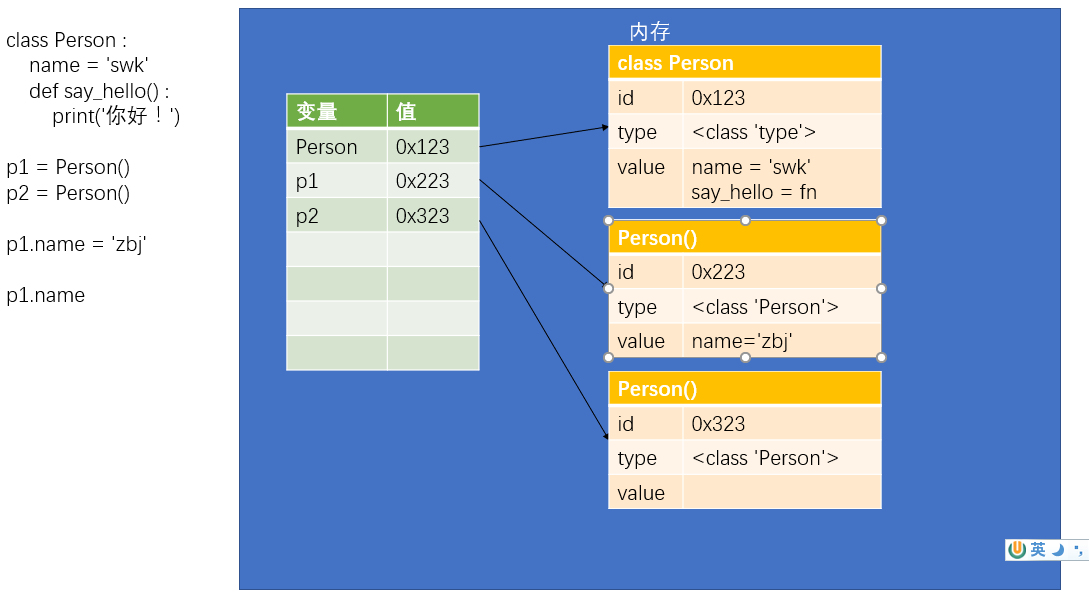 class Person :
name = 'swk'
def say_hello() :
print('你好！')
p1 = Person()
p2 = Person()
p1.name = 'zbj'
p1.name
变量 值
Person 0x123
p1 0x223
p2 0x323
内存
class Person
id 0x123
type <class 'type'>
value name = 'swk'
say_hello = fn
Person()
id 0x223
type <class 'Person'>
value name='zbj'
Person()
id 0x323
type <class 'Person'>
value
英